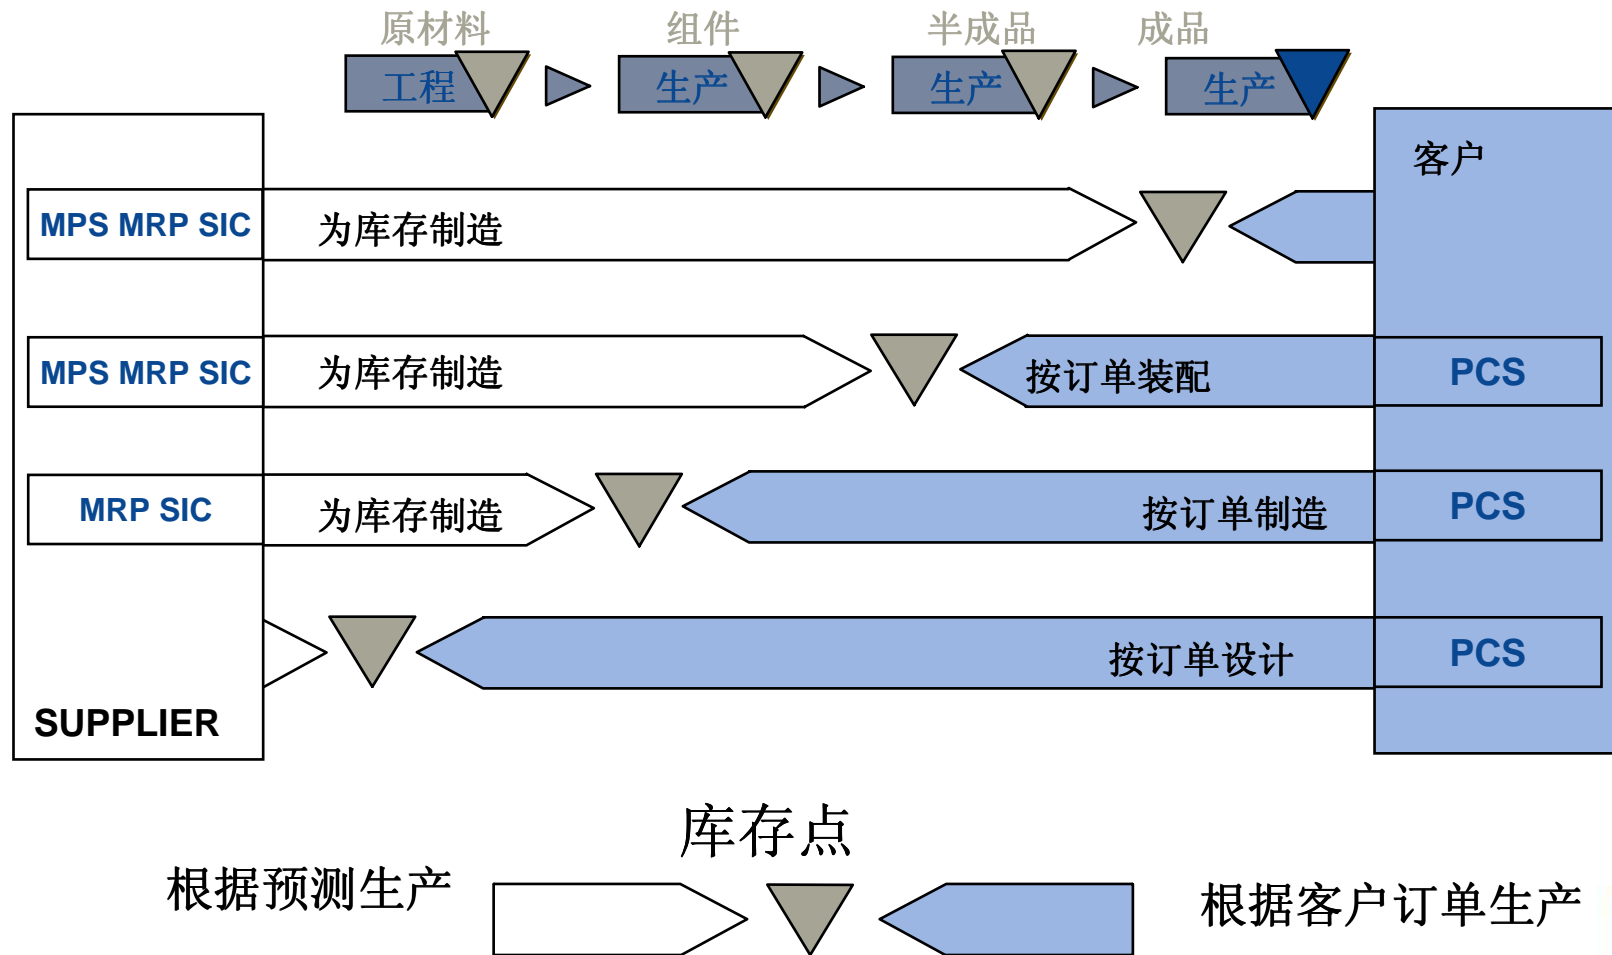 原材料 组件 半成品 成品
工程 生产 生产 生产
客户
MPS MRP SIC 为库存制造
MPS MRP SIC 为库存制造 按订单装配 PCS
MRP SIC 为库存制造 按订单制造 PCS
按订单设计 PCS
SUPPLIER
库存点
根据预测生产 根据客户订单生产